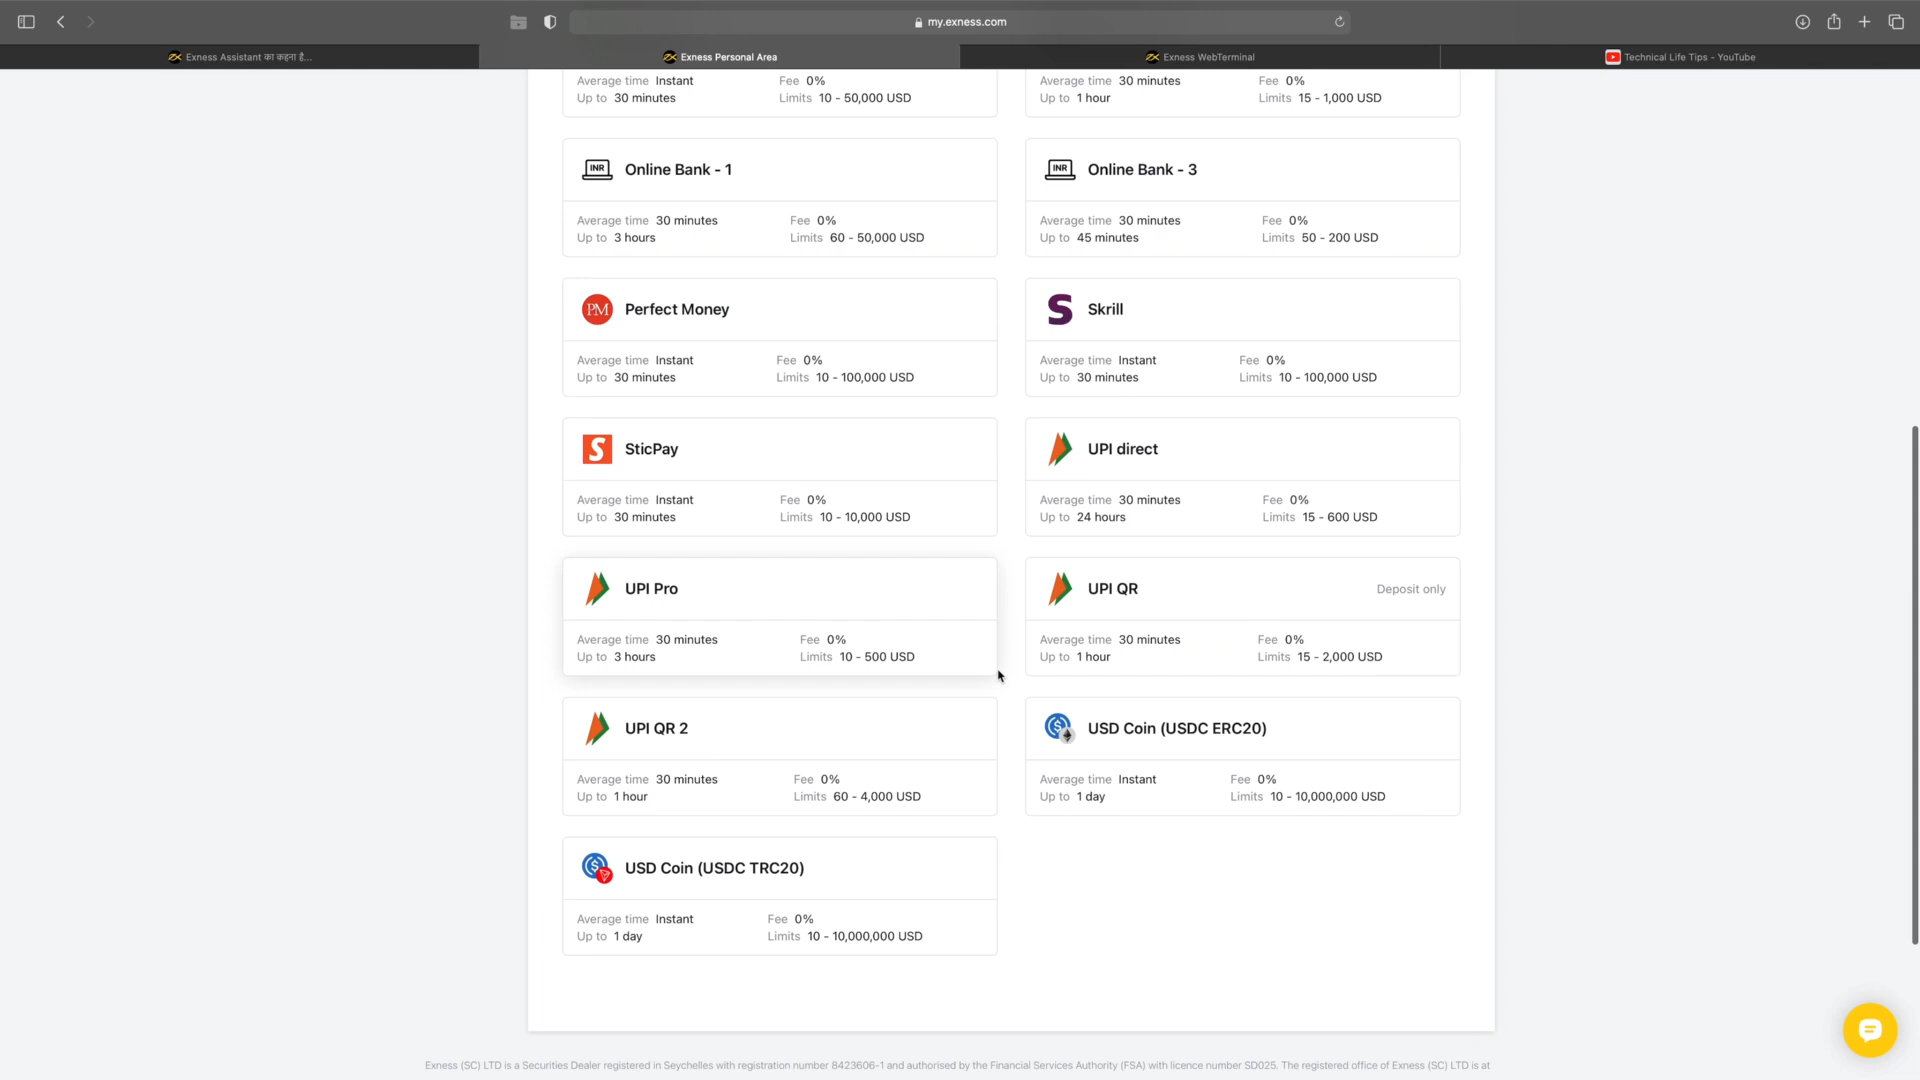 my.exness.com
Exness Assistant का कहना है...
Exness Personal Area
Exness WebTerminal
Technical Life Tips - YouTube
Average time Instant Fee 0%
Up to 30 minutes Limits 10 - 50,000 USD
Average time 30 minutes Fee 0%
Up to 1 hour Limits 15 - 1,000 USD
INR Online Bank - 1
Average time 30 minutes Fee 0%
Up to 3 hours Limits 60 - 50,000 USD
INR Online Bank - 3
Average time 30 minutes Fee 0%
Up to 45 minutes Limits 50 - 200 USD
PM Perfect Money
Average time Instant Fee 0%
Up to 30 minutes Limits 10 - 100,000 USD
S Skrill
Average time Instant Fee 0%
Up to 30 minutes Limits 10 - 100,000 USD
S SticPay
Average time Instant Fee 0%
Up to 30 minutes Limits 10 - 10,000 USD
UPI direct
Average time 30 minutes Fee 0%
Up to 24 hours Limits 15 - 600 USD
UPI Pro
Average time 30 minutes Fee 0%
Up to 3 hours Limits 10 - 500 USD
UPI QR Deposit only
Average time 30 minutes Fee 0%
Up to 1 hour Limits 15 - 2,000 USD
UPI QR 2
Average time 30 minutes Fee 0%
Up to 1 hour Limits 60 - 4,000 USD
USD Coin (USDC ERC20)
Average time Instant Fee 0%
Up to 1 day Limits 10 - 10,000,000 USD
USD Coin (USDC TRC20)
Average time Instant Fee 0%
Up to 1 day Limits 10 - 10,000,000 USD
Exness (SC) LTD is a Securities Dealer registered in Seychelles with registration number 8423606-1 and authorised by the Financial Services Authority (FSA) with licence number SD025. The registered office of Exness (SC) LTD is at